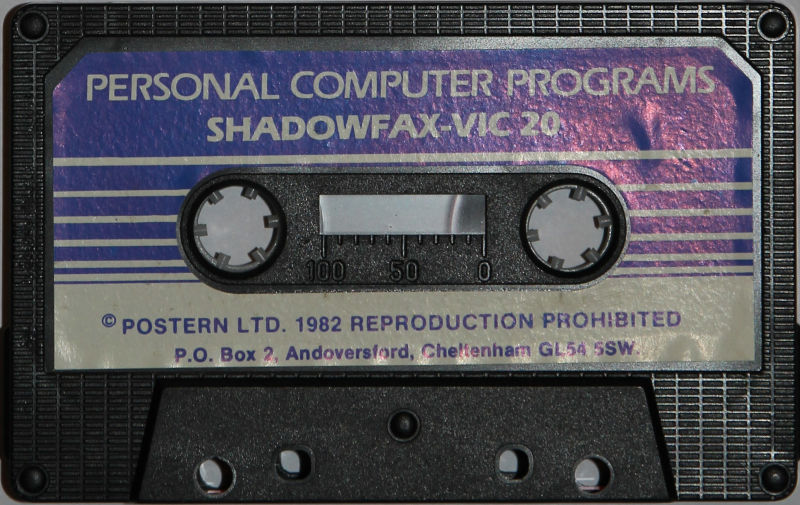 PERSONAL COMPUTER PROGRAMS
SHADOWFAX-VIC 20
100 50 0
© POSTERN LTD. 1982 REPRODUCTION PROHIBITED
P.O. Box 2, Andoversford, Cheltenham GL54 5SW.